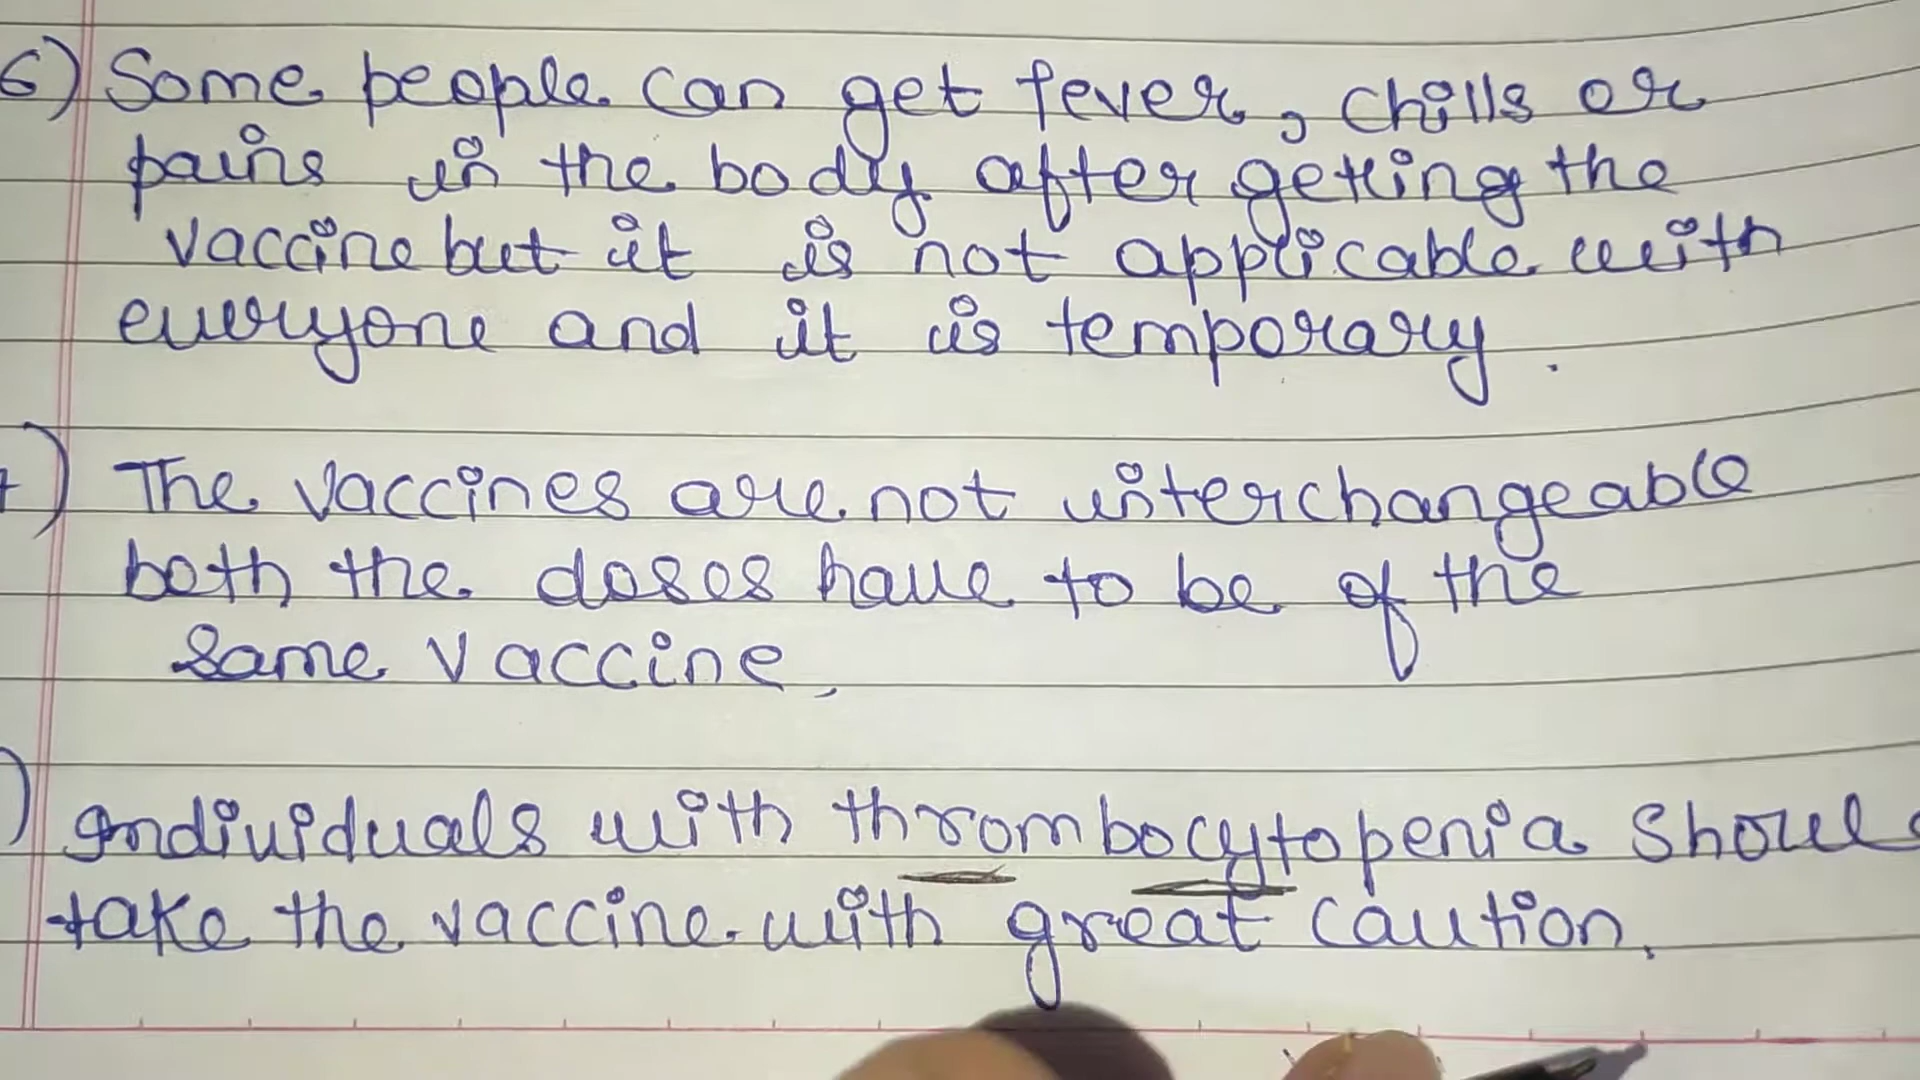 6) Some people can get fever, chills or
pains in the body after getting the
vaccine but it is not applicable with
everyone and it is temporary.
) The vaccines are not interchangeable
both the doses have to be of the
same vaccine,
) Individuals with thrombocytopenia shoul
take the vaccine with great caution.